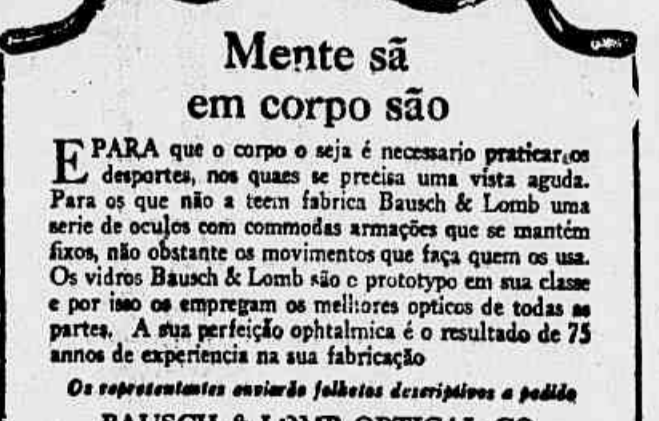 Mente sã
em corpo são
E PARA que o corpo o seja é necessario praticar os
desportes, nos quaes se precisa uma vista aguda.
Para os que não a teem fabrica Bausch & Lomb uma
serie de oculos com commodas armações que se mantém
fixos, não obstante os movimentos que faça quem os usa.
Os vidros Bausch & Lomb são o prototypo em sua classe
e por isso os empregam os melhores opticos de todas as
partes. A sua perfeição ophtalmica é o resultado de 75
annos de experiencia na sua fabricação
Os representantes enviarão folhetos descriptivos a pedido
BAUSCH & LOMB OPTICAL CO